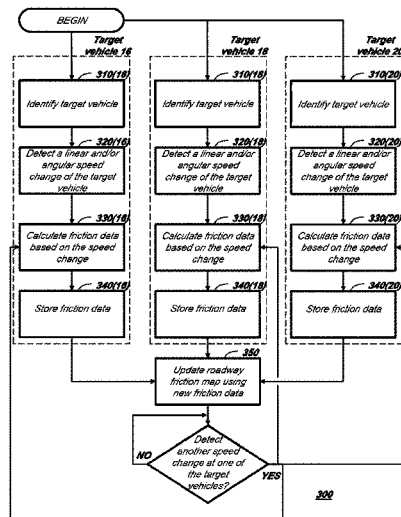 BEGIN
Target
vehicle 16
Target
vehicle 18
Target
vehicle 20
310(16)
310(18)
310(20)
Identify target vehicle
Identify target vehicle
Identify target vehicle
320(16)
320(18)
320(20)
Detect a linear and/or
angular speed
change of the target
vehicle
Detect a linear and/or
angular speed
change of the target
vehicle
Detect a linear and/or
angular speed
change of the target
vehicle
330(16)
330(18)
330(20)
Calculate friction data
based on the speed
change
Calculate friction data
based on the speed
change
Calculate friction data
based on the speed
change
340(16)
340(18)
340(20)
Store friction data
Store friction data
Store friction data
350
Update roadway
friction map using
new friction data
Detect
another speed
change at one of
the target
vehicles?
NO
YES
300